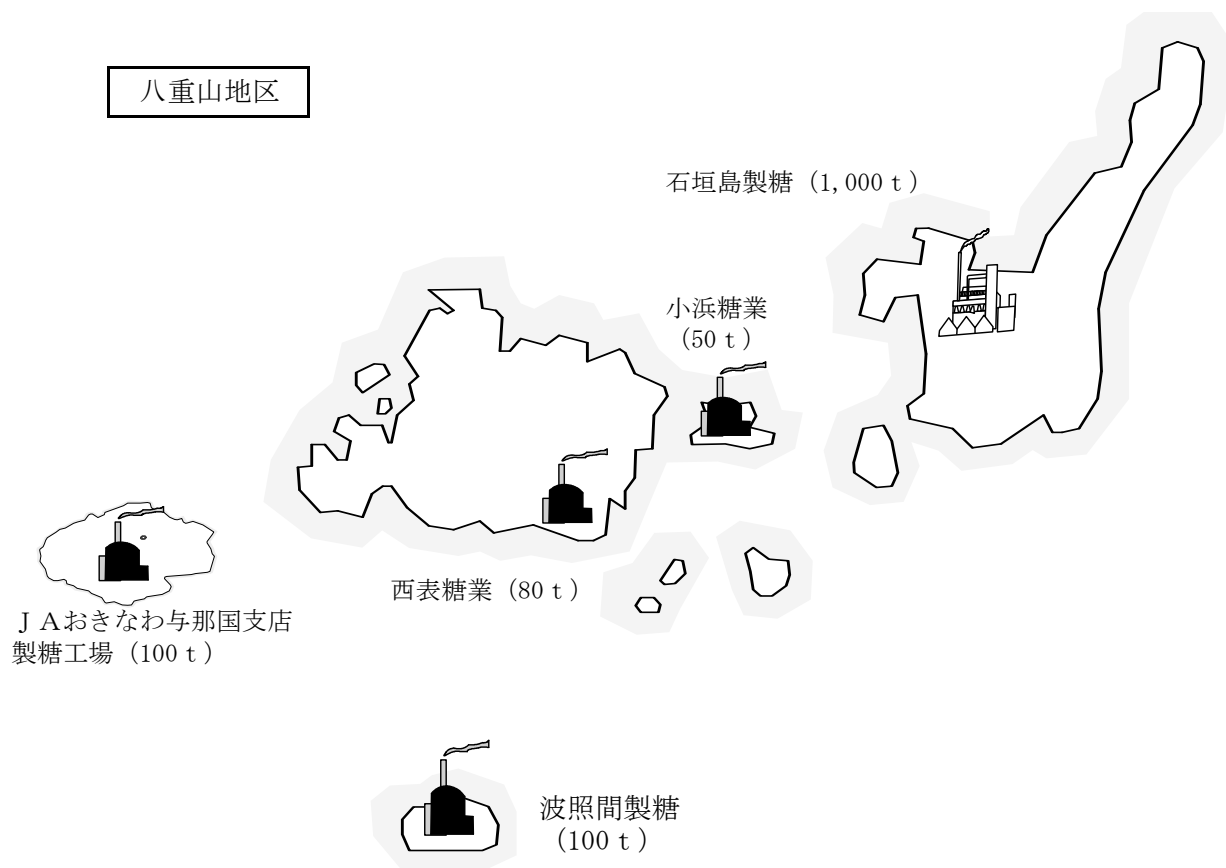 八重山地区
石垣島製糖（1,000ｔ）
小浜糖業
（50ｔ）
西表糖業（80ｔ）
ＪＡおきなわ与那国支店
製糖工場（100ｔ）
波照間製糖
（100ｔ）